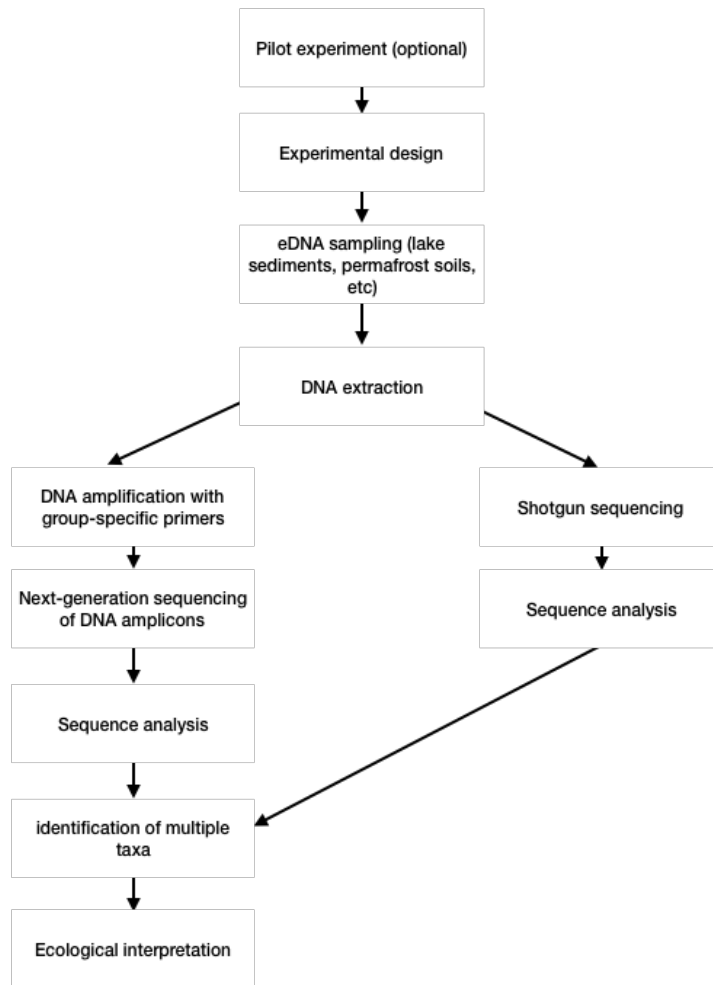 Pilot experiment (optional)
Experimental design
eDNA sampling (lake
sediments, permafrost soils,
etc)
DNA extraction
DNA amplification with
group-specific primers
Shotgun sequencing
Next-generation sequencing
of DNA amplicons
Sequence analysis
Sequence analysis
identification of multiple
taxa
Ecological interpretation